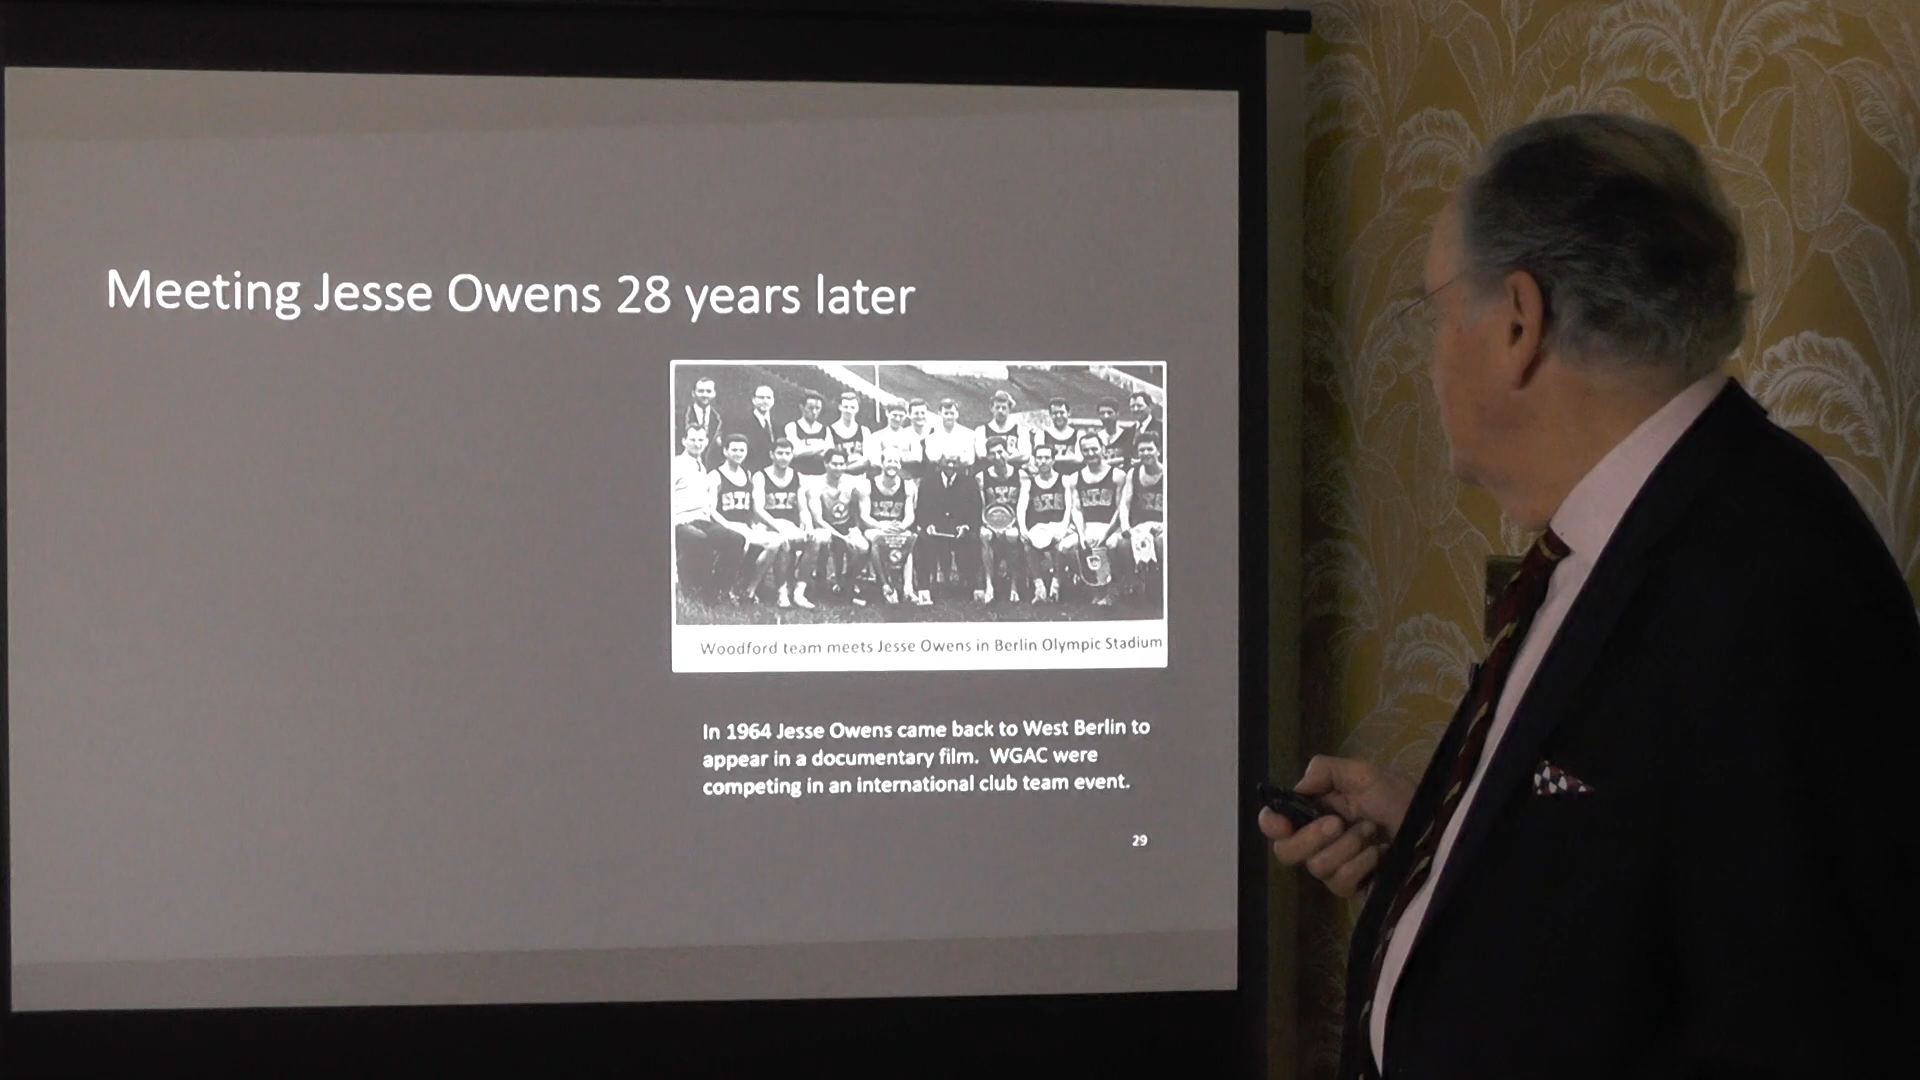 Meeting Jesse Owens 28 years later
Woodford team meets Jesse Owens in Berlin Olympic Stadium
In 1964 Jesse Owens came back to West Berlin to
appear in a documentary film. WGAC were
competing in an international club team event.
29